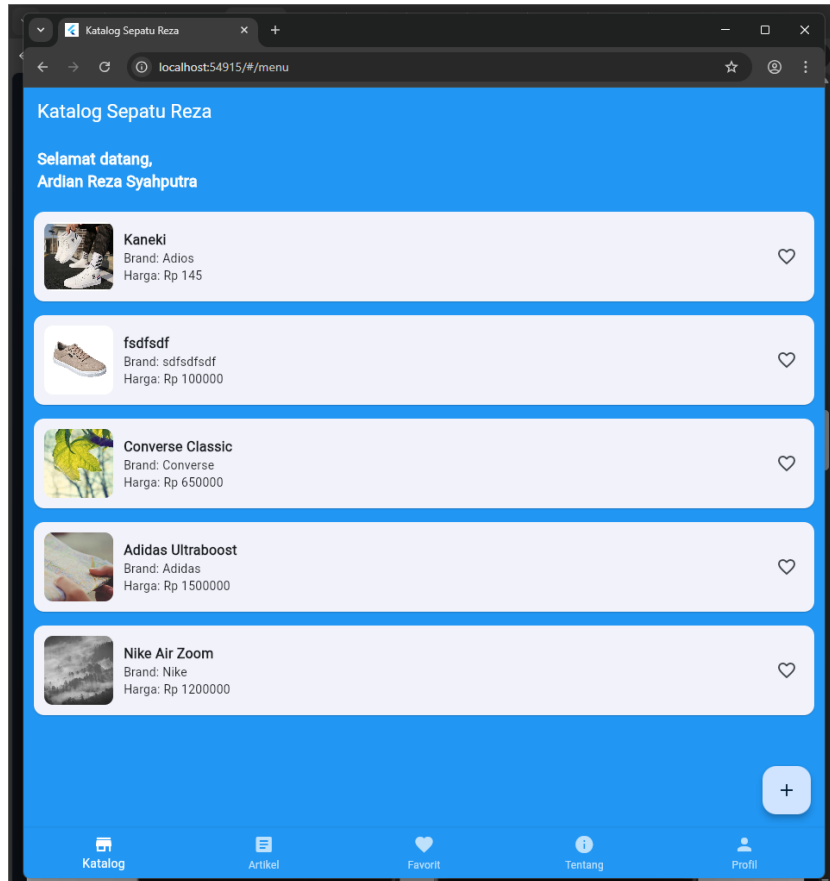 Katalog Sepatu Reza
localhost:54915/#/menu
Katalog Sepatu Reza
Selamat datang,
Ardian Reza Syahputra
Kaneki
Brand: Adios
Harga: Rp 145
fsdfsdf
Brand: sdfsdfsdf
Harga: Rp 100000
Converse Classic
Brand: Converse
Harga: Rp 650000
Adidas Ultraboost
Brand: Adidas
Harga: Rp 1500000
Nike Air Zoom
Brand: Nike
Harga: Rp 1200000
Katalog Artikel Favorit Tentang Profil